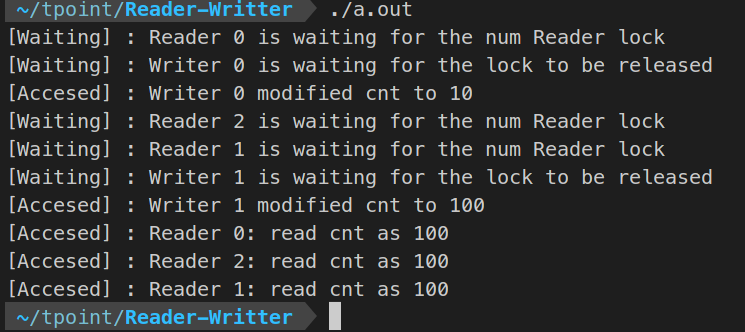 ~/tpoint/Reader-Writter ./a.out
[Waiting] : Reader 0 is waiting for the num Reader lock
[Waiting] : Writer 0 is waiting for the lock to be released
[Accesed] : Writer 0 modified cnt to 10
[Waiting] : Reader 2 is waiting for the num Reader lock
[Waiting] : Reader 1 is waiting for the num Reader lock
[Waiting] : Writer 1 is waiting for the lock to be released
[Accesed] : Writer 1 modified cnt to 100
[Accesed] : Reader 0: read cnt as 100
[Accesed] : Reader 2: read cnt as 100
[Accesed] : Reader 1: read cnt as 100
~/tpoint/Reader-Writter